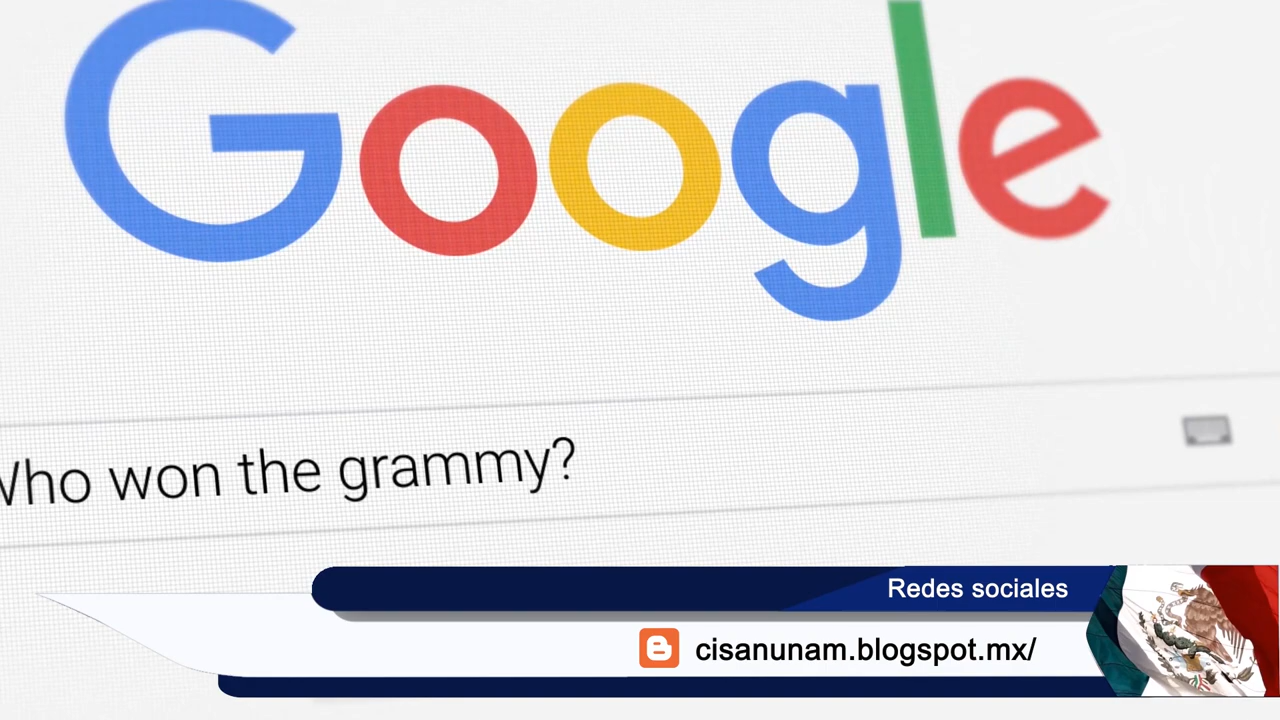 Google
Who won the grammy?
Redes sociales
cisanunam.blogspot.mx/